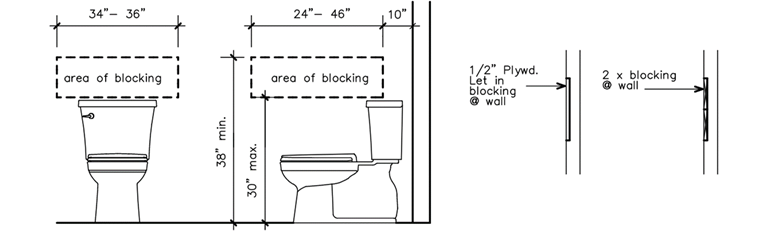 34"- 36"
24"- 46"
10"
area of blocking
area of blocking
38" min.
30" max.
1/2" Plywd.
Let in
blocking
@ wall
2 x blocking
@ wall